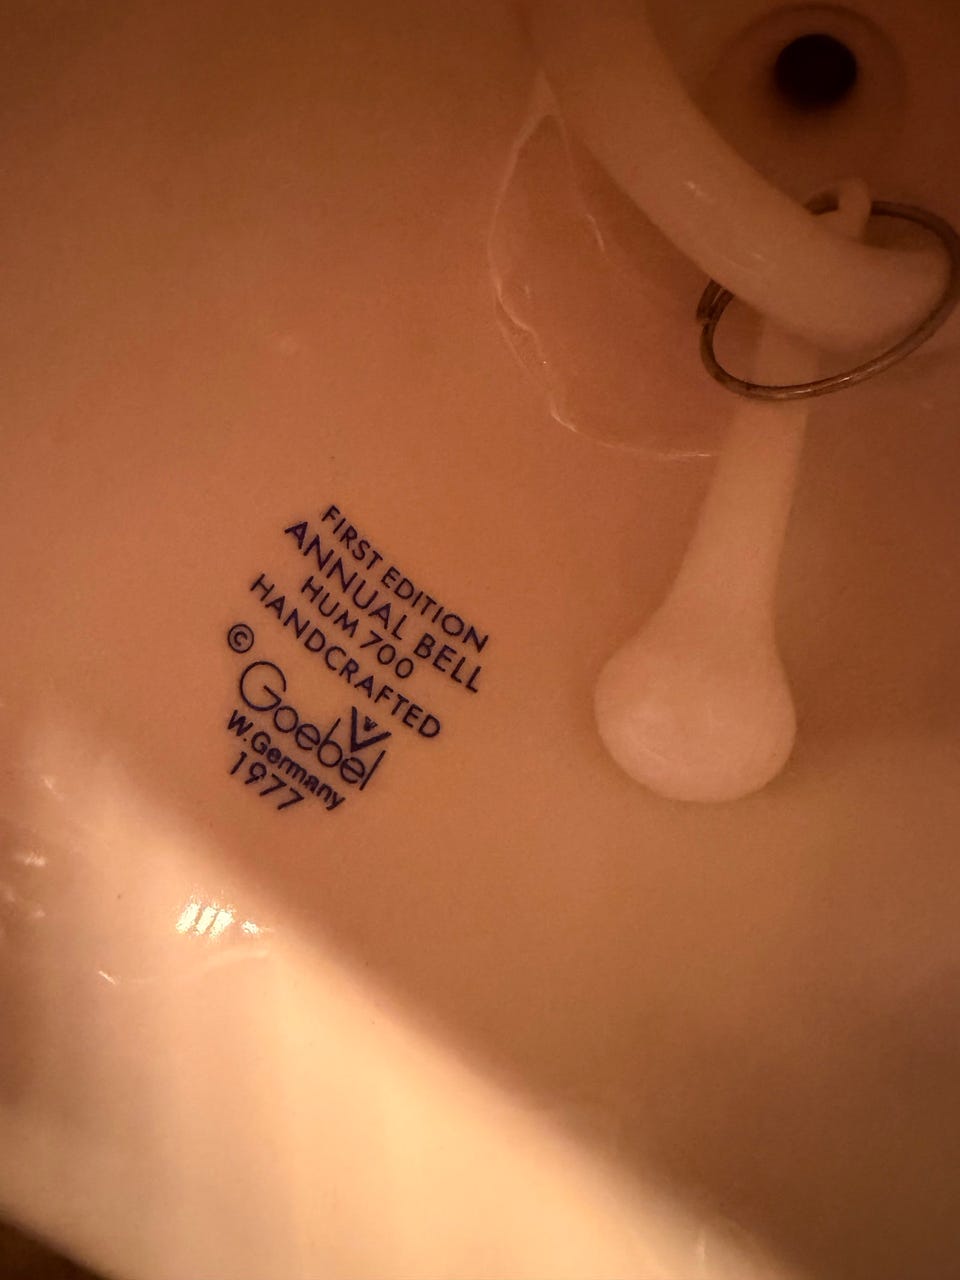 FIRST EDITION
ANNUAL BELL
HUM 700
HANDCRAFTED
©
Goebel
W.Germany
1977